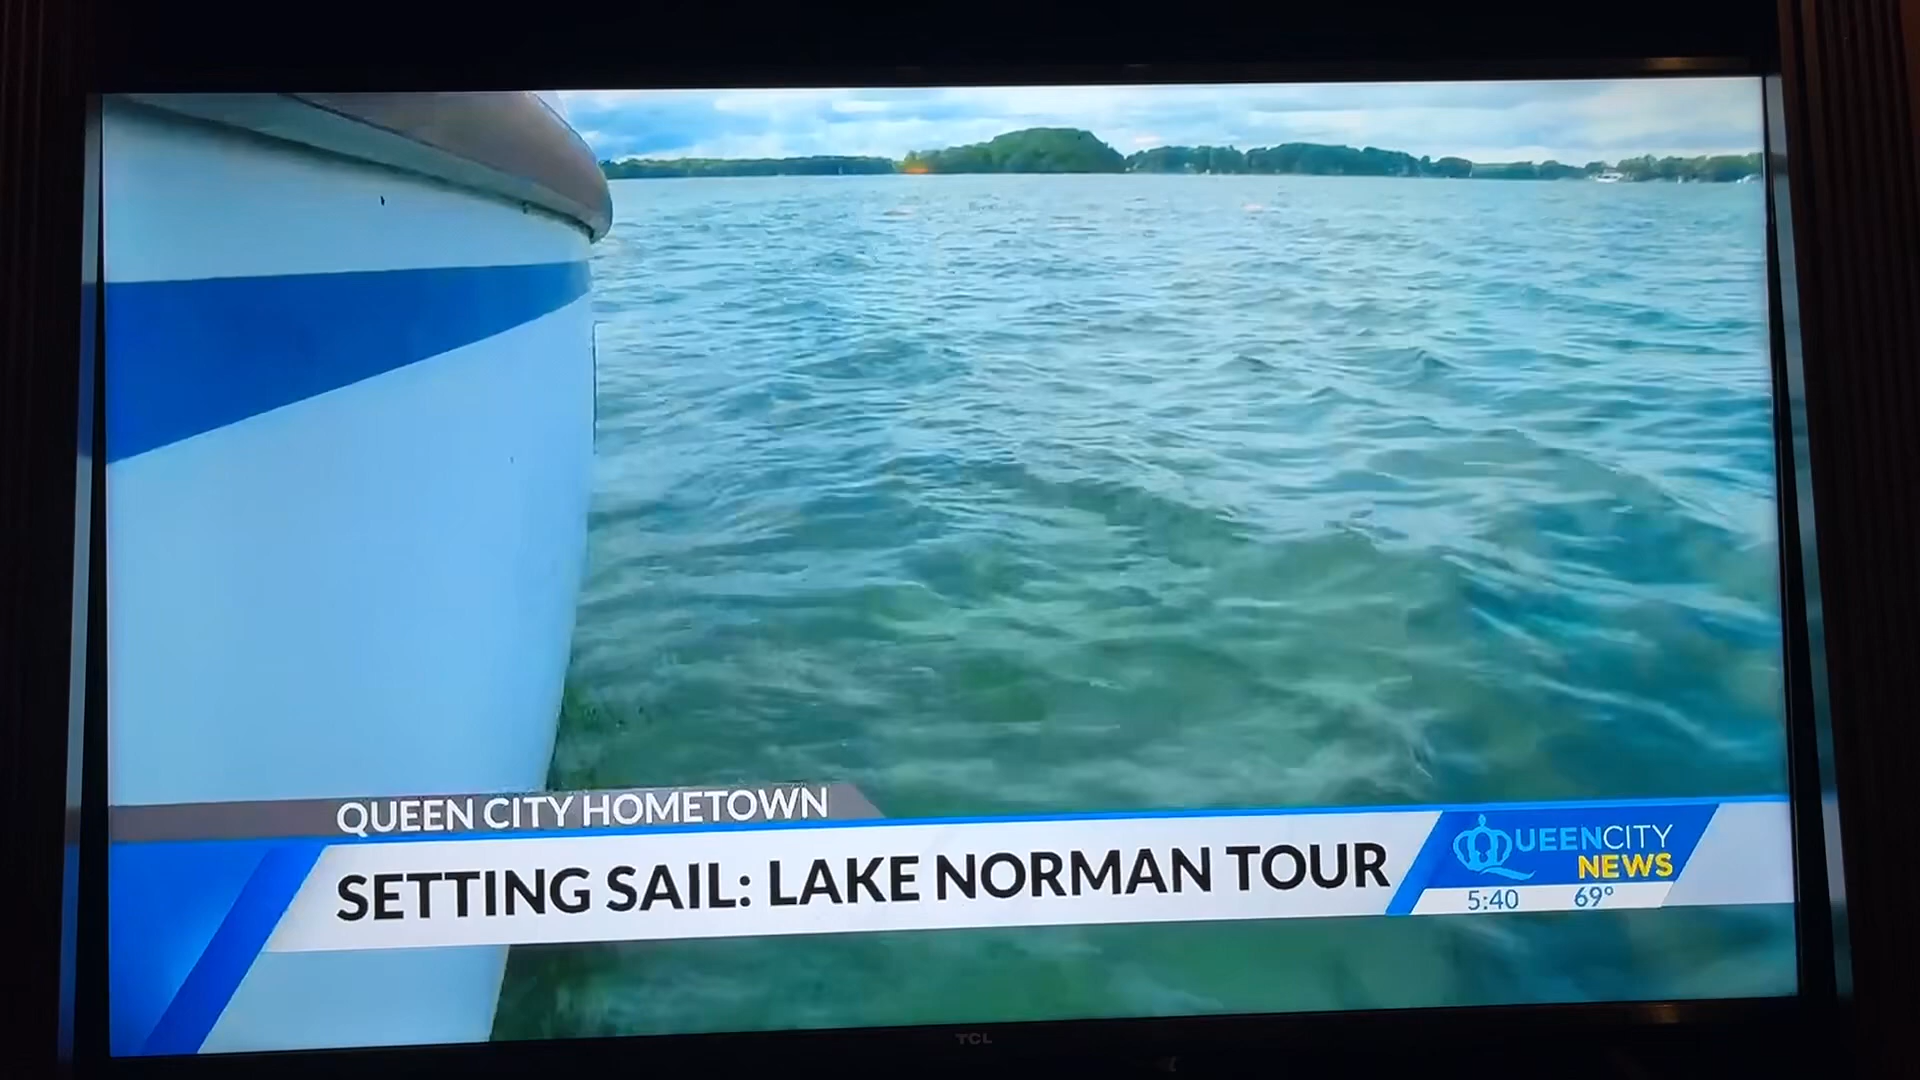 QUEEN CITY HOMETOWN
SETTING SAIL: LAKE NORMAN TOUR
QUEENCITY
NEWS
5:40 69°
TCL